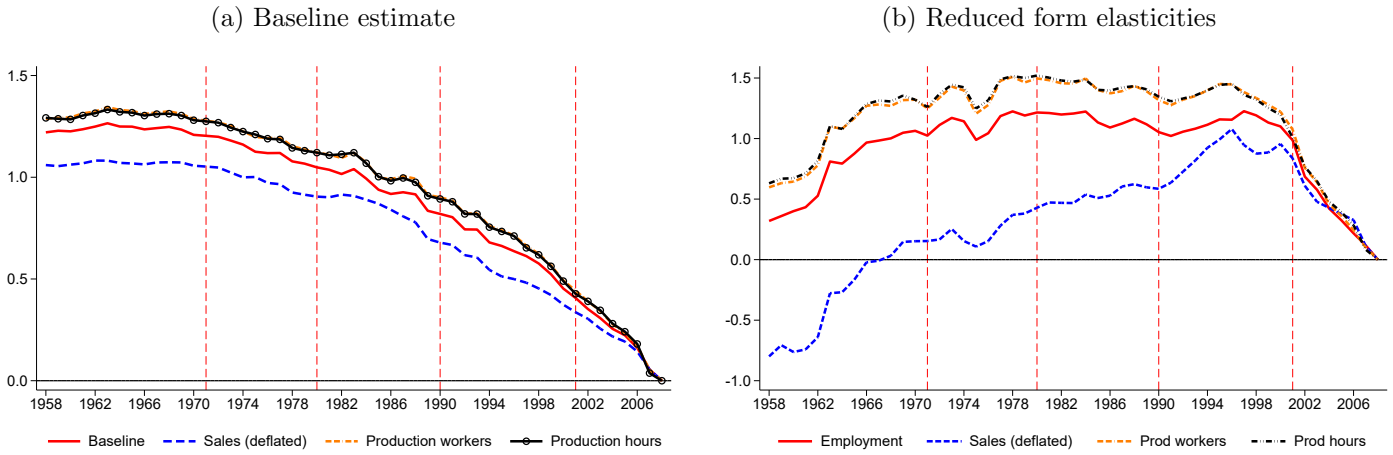 (a) Baseline estimate
1.5
1.0
0.5
0.0
1958 1962 1966 1970 1974 1978 1982 1986 1990 1994 1998 2002 2006
Baseline Sales (deflated) Production workers Production hours
(b) Reduced form elasticities
1.5
1.0
0.5
0.0
-0.5
-1.0
1958 1962 1966 1970 1974 1978 1982 1986 1990 1994 1998 2002 2006
Employment Sales (deflated) Prod workers Prod hours